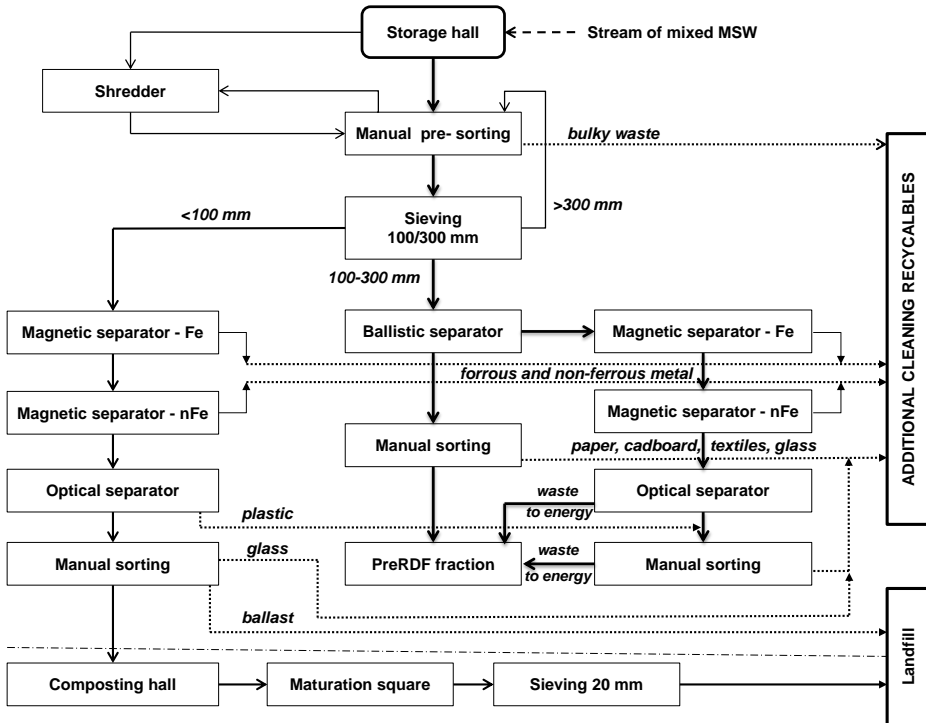 Storage hall
Stream of mixed MSW
Shredder
Manual pre- sorting
bulky waste
<100 mm
Sieving
100/300 mm
>300 mm
100-300 mm
Magnetic separator - Fe
Ballistic separator
Magnetic separator - Fe
forrous and non-ferrous metal
Magnetic separator - nFe
Magnetic separator - nFe
Manual sorting
paper, cadboard, textiles, glass
Optical separator
waste
to energy
Optical separator
plastic
glass
Manual sorting
PreRDF fraction
waste
to energy
Manual sorting
ballast
Composting hall
Maturation square
Sieving 20 mm
ADDITIONAL CLEANING RECYCALBLES
Landfill